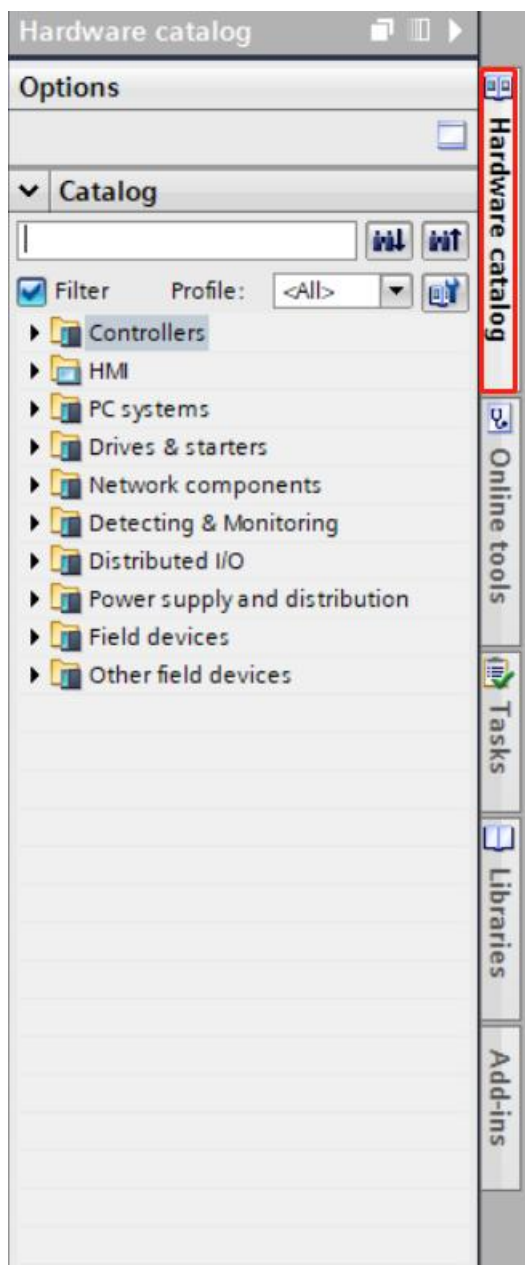 Hardware catalog
Options
Catalog
Filter Profile: <All>
Controllers
HMI
PC systems
Drives & starters
Network components
Detecting & Monitoring
Distributed I/O
Power supply and distribution
Field devices
Other field devices
Hardware catalog
Online tools
Tasks
Libraries
Add-ins